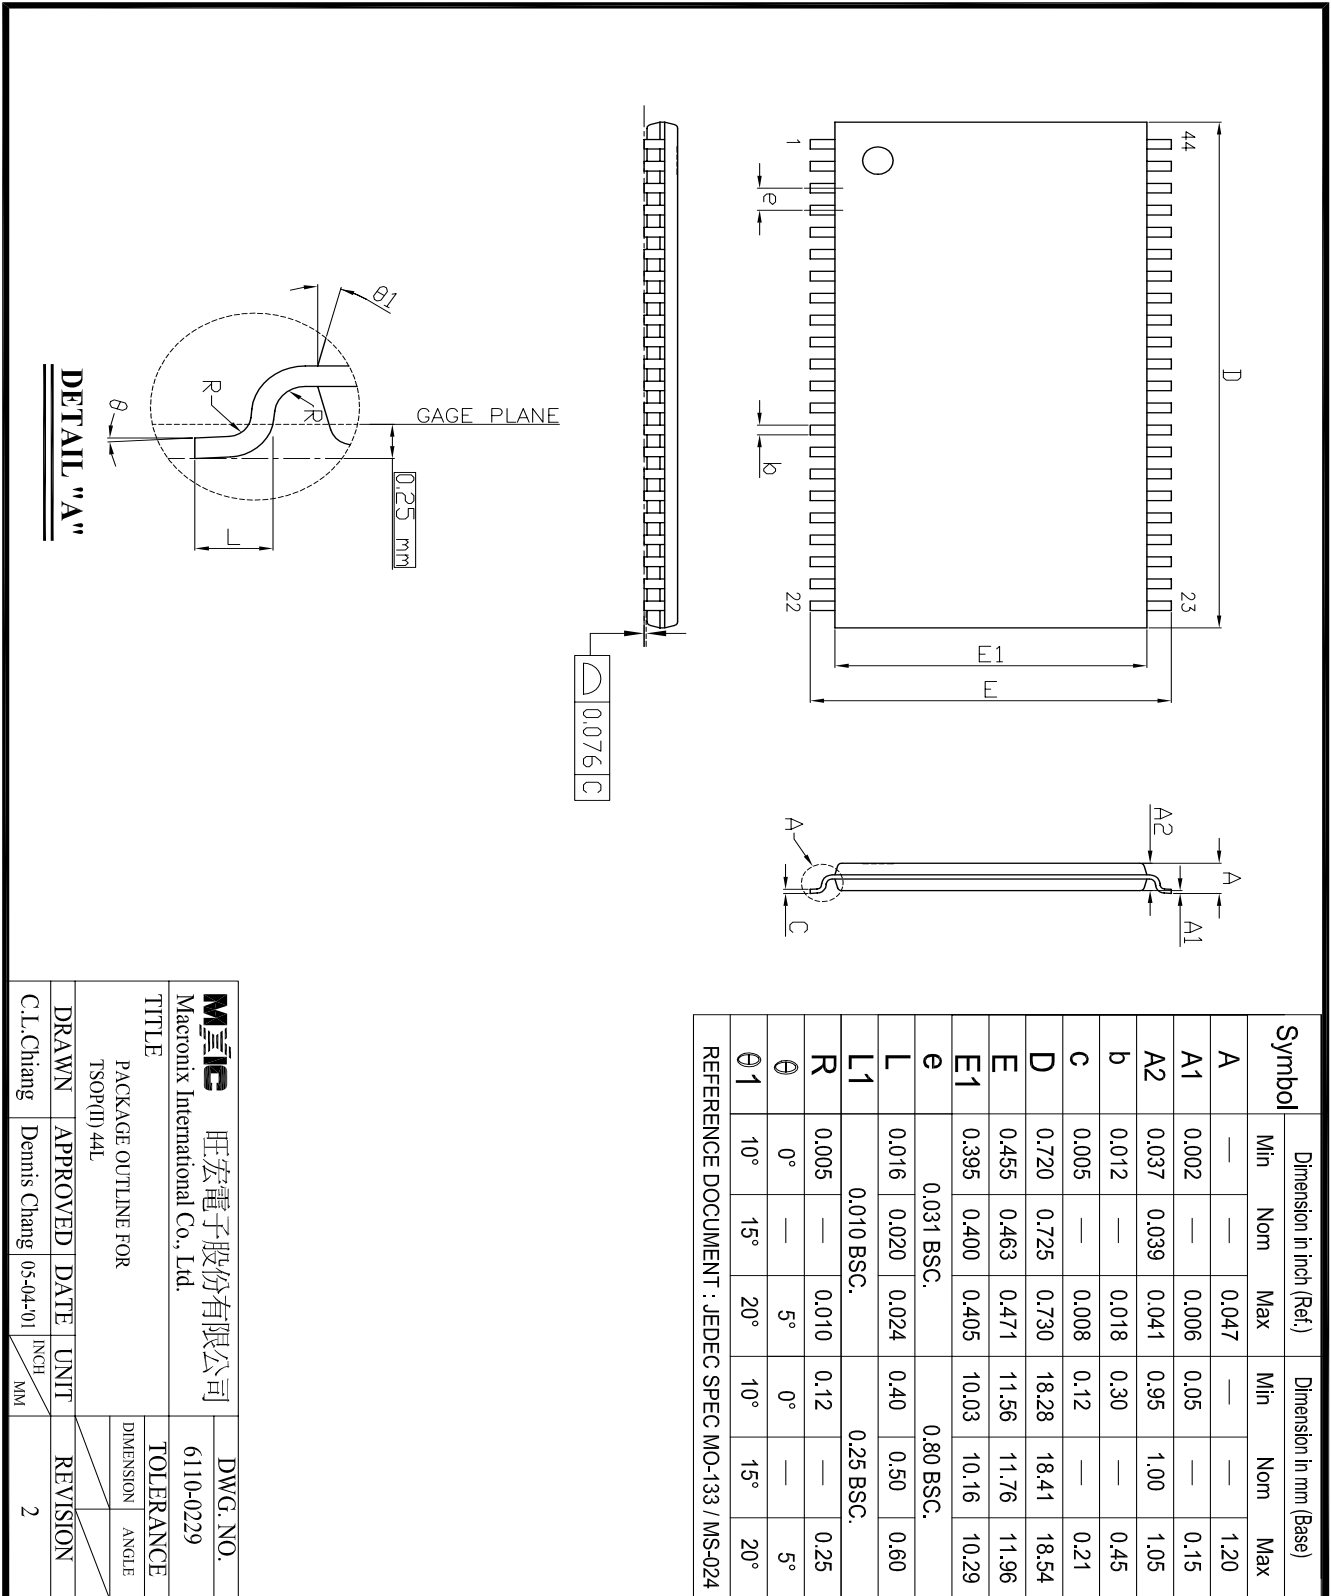 44
23
1
22
D
e
b
E1
E
A2
A
A1
A
C
0.076 C
θ1
R
R
θ
GAGE PLANE
0.25 mm
L
DETAIL "A"
Symbol Dimension in inch (Ref.) Dimension in mm (Base)
Min Nom Max Min Nom Max
A — — 0.047 — — 1.20
A1 0.002 — 0.006 0.05 — 0.15
A2 0.037 0.039 0.041 0.95 1.00 1.05
b 0.012 — 0.018 0.30 — 0.45
c 0.005 — 0.008 0.12 — 0.21
D 0.720 0.725 0.730 18.28 18.41 18.54
E 0.455 0.463 0.471 11.56 11.76 11.96
E1 0.395 0.400 0.405 10.03 10.16 10.29
e 0.031 BSC. 0.80 BSC.
L 0.016 0.020 0.024 0.40 0.50 0.60
L1 0.010 BSC. 0.25 BSC.
R 0.005 — 0.010 0.12 — 0.25
θ 0° — 5° 0° — 5°
θ1 10° 15° 20° 10° 15° 20°
REFERENCE DOCUMENT : JEDEC SPEC MO-133 / MS-024
MXIC 旺宏電子股份有限公司
Macronix International Co., Ltd.
DWG. NO.
6110-0229
TITLE
PACKAGE OUTLINE FOR
TSOP(II) 44L
TOLERANCE
DIMENSION ANGLE
DRAWN APPROVED DATE UNIT REVISION
C.L.Chiang Dennis Chang 05-04-'01 INCH MM 2